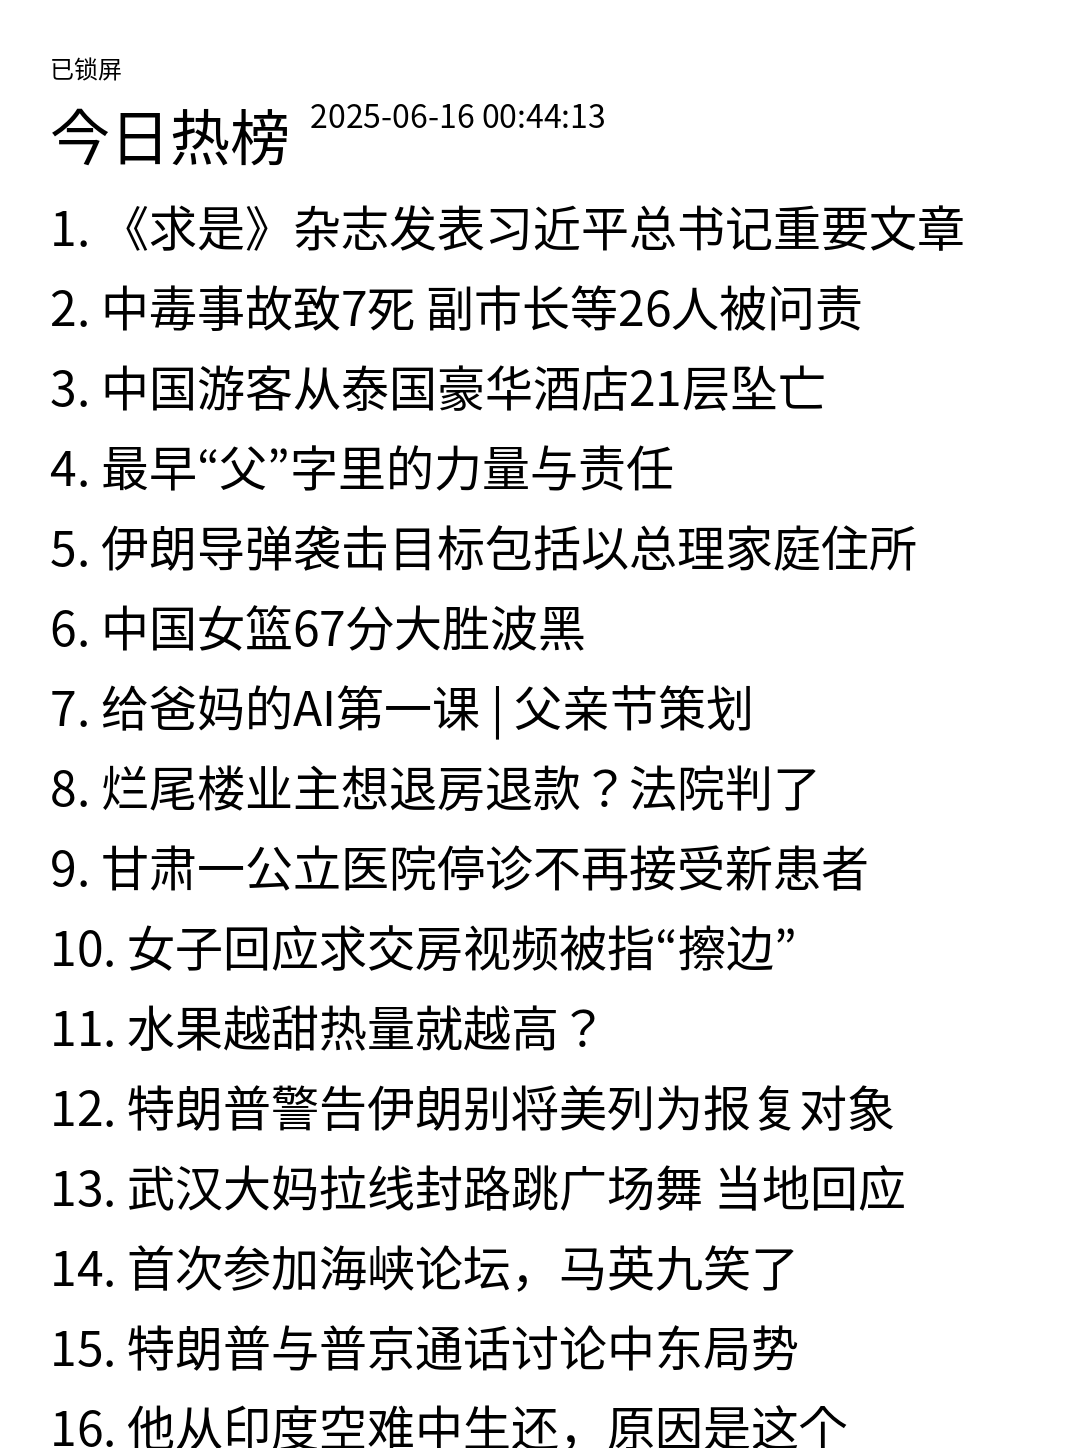 已锁屏
今日热榜 2025-06-16 00:44:13
1. 《求是》杂志发表习近平总书记重要文章
2. 中毒事故致7死 副市长等26人被问责
3. 中国游客从泰国豪华酒店21层坠亡
4. 最早“父”字里的力量与责任
5. 伊朗导弹袭击目标包括以总理家庭住所
6. 中国女篮67分大胜波黑
7. 给爸妈的AI第一课 | 父亲节策划
8. 烂尾楼业主想退房退款？法院判了
9. 甘肃一公立医院停诊不再接受新患者
10. 女子回应求交房视频被指“擦边”
11. 水果越甜热量就越高？
12. 特朗普警告伊朗别将美列为报复对象
13. 武汉大妈拉线封路跳广场舞 当地回应
14. 首次参加海峡论坛，马英九笑了
15. 特朗普与普京通话讨论中东局势
16. 他从印度空难中生还，原因是这个